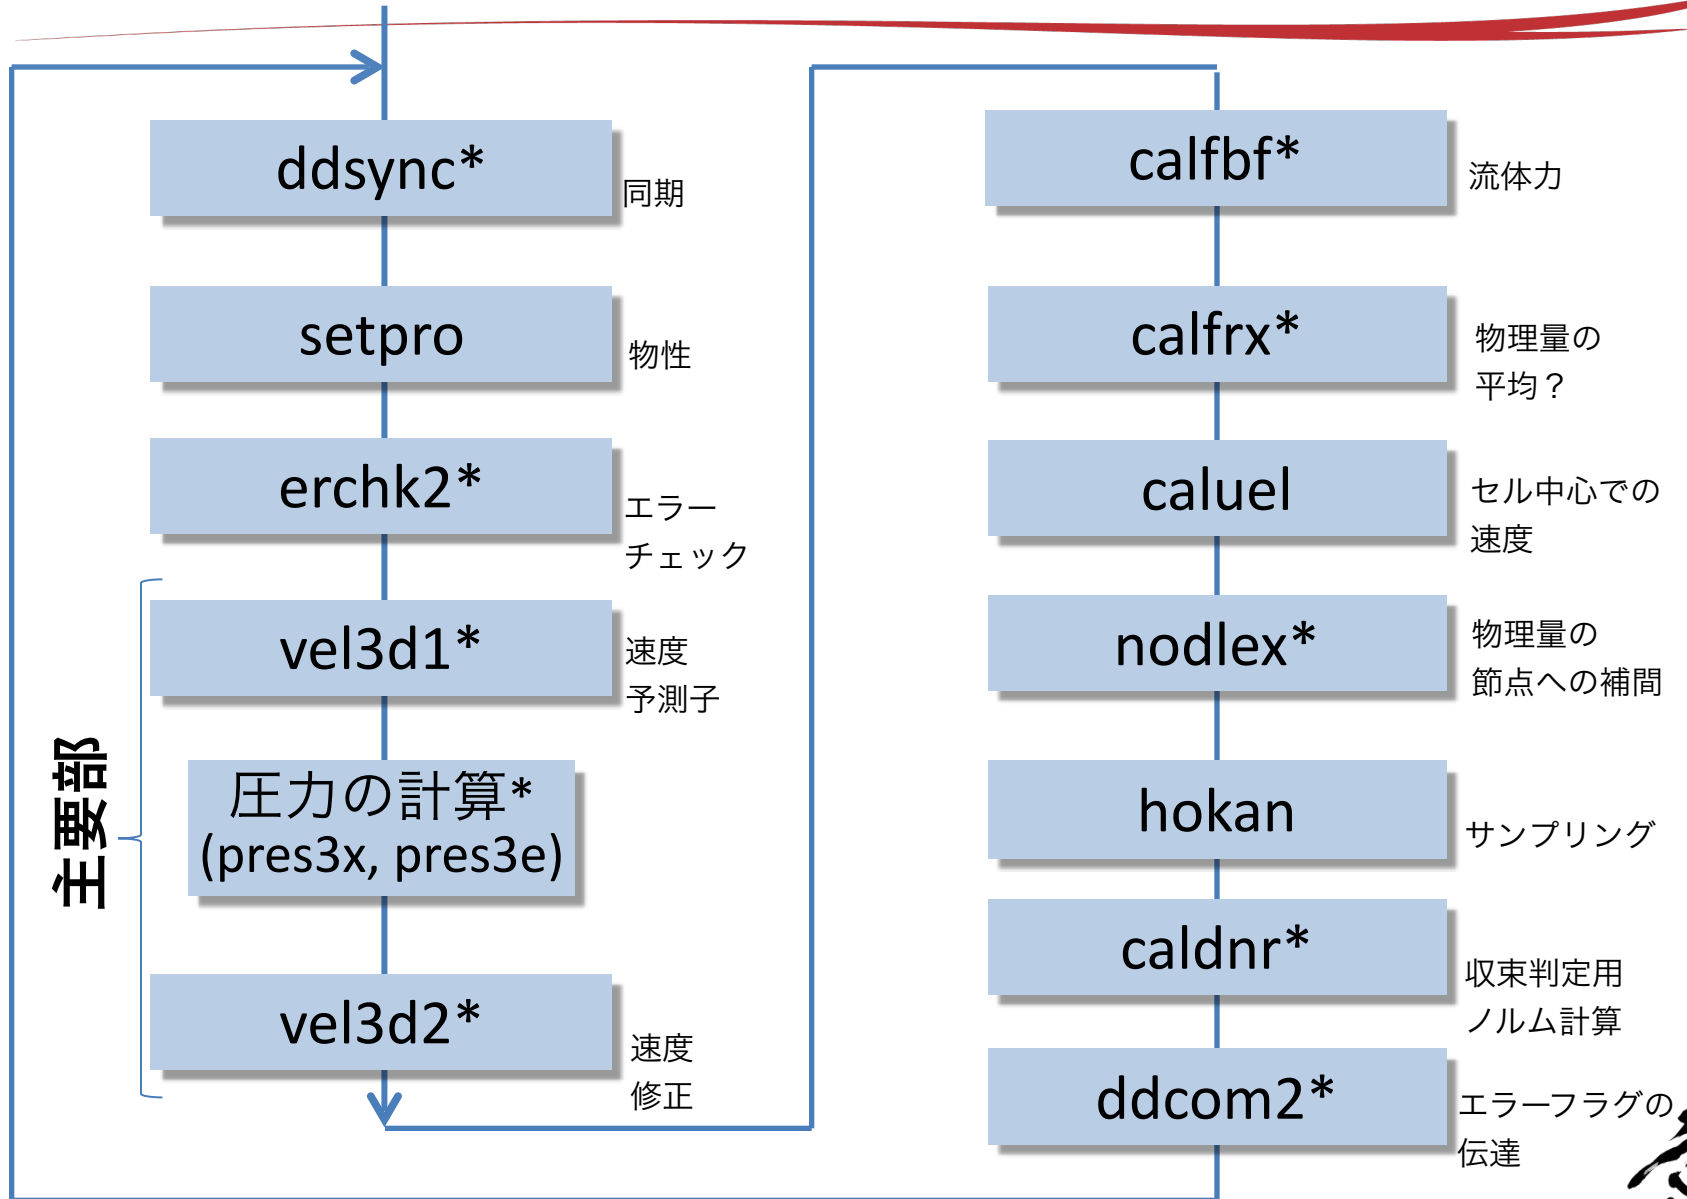 ddsync*
同期
setpro
物性
erchk2*
エラー
チェック
主要部
vel3d1*
速度
予測子
圧力の計算*
(pres3x, pres3e)
vel3d2*
速度
修正
calfbf*
流体力
calfrx*
物理量の
平均？
caluel
セル中心での
速度
nodlex*
物理量の
節点への補間
hokan
サンプリング
caldnr*
収束判定用
ノルム計算
ddcom2*
エラーフラグの
伝達